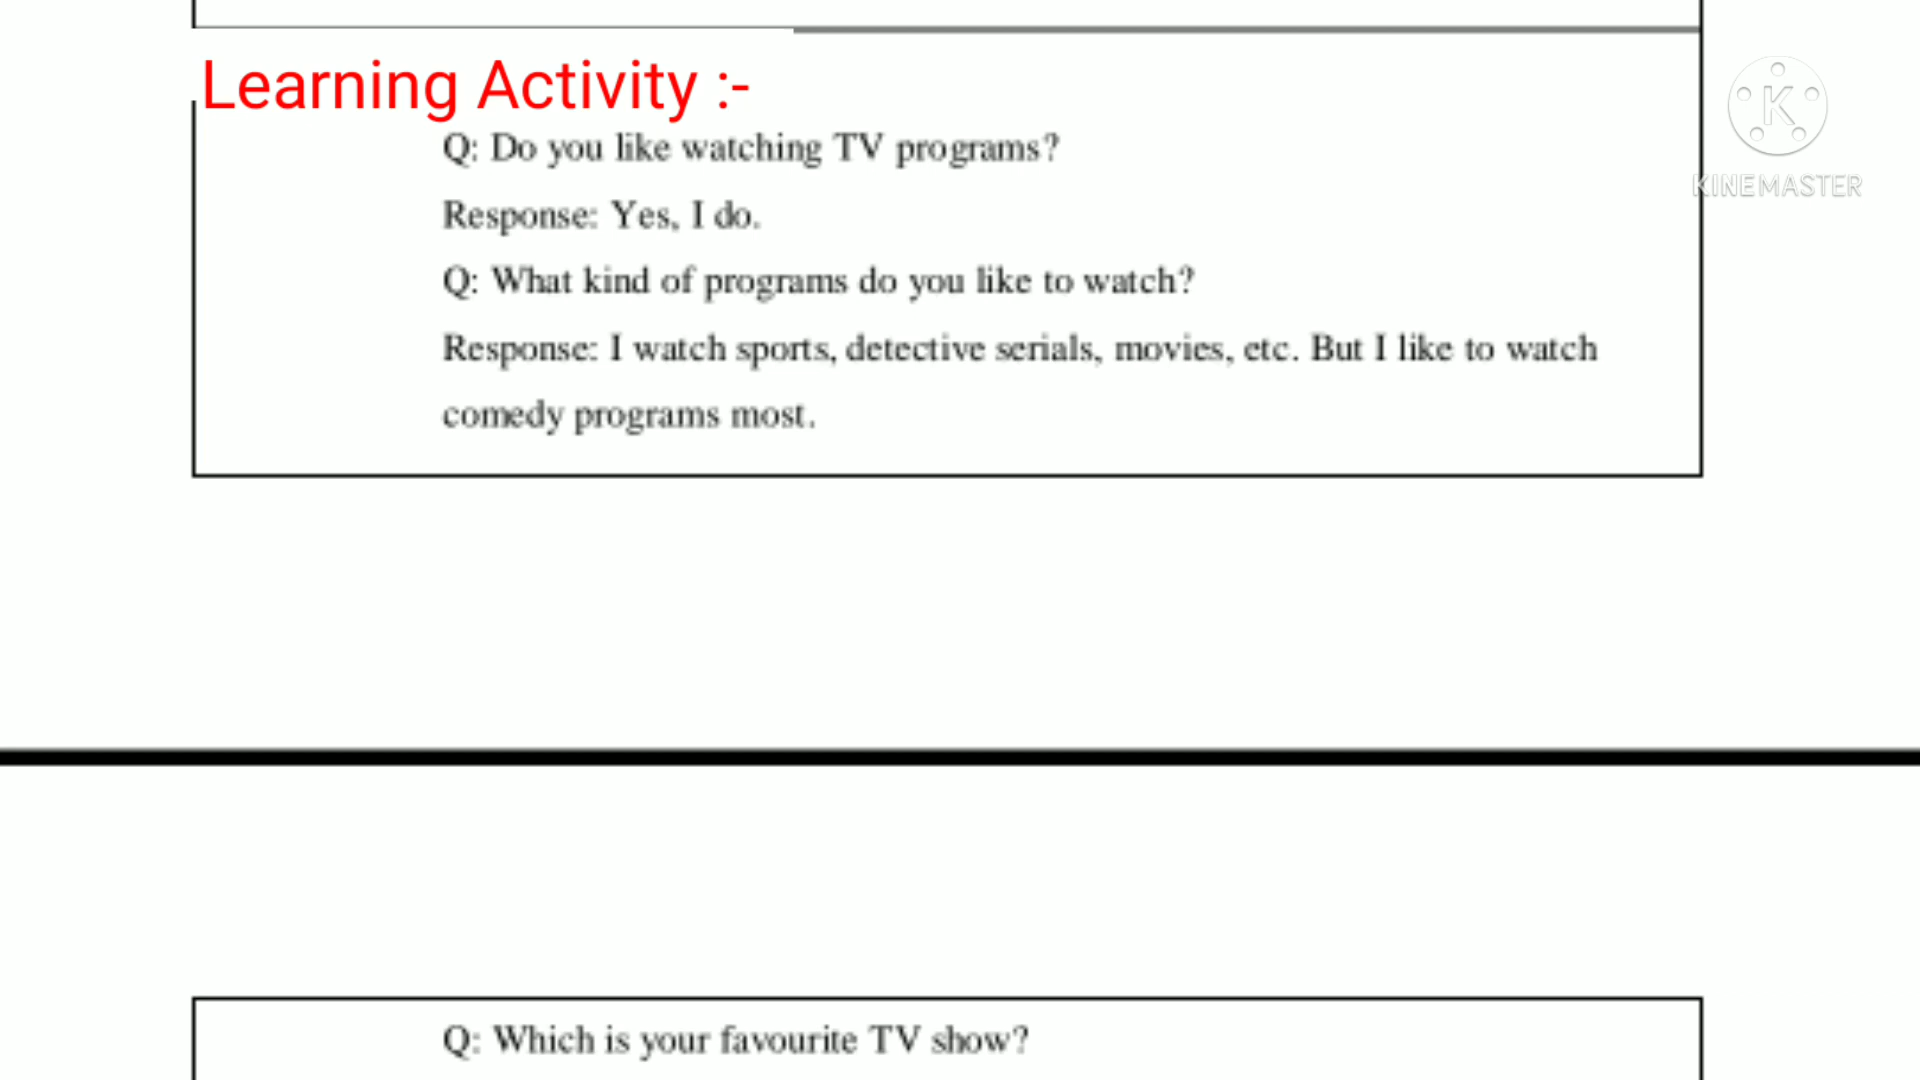 Learning Activity :-
Q: Do you like watching TV programs?
Response: Yes, I do.
Q: What kind of programs do you like to watch?
Response: I watch sports, detective serials, movies, etc. But I like to watch
comedy programs most.
K
KINEMASTER
Q: Which is your favourite TV show?